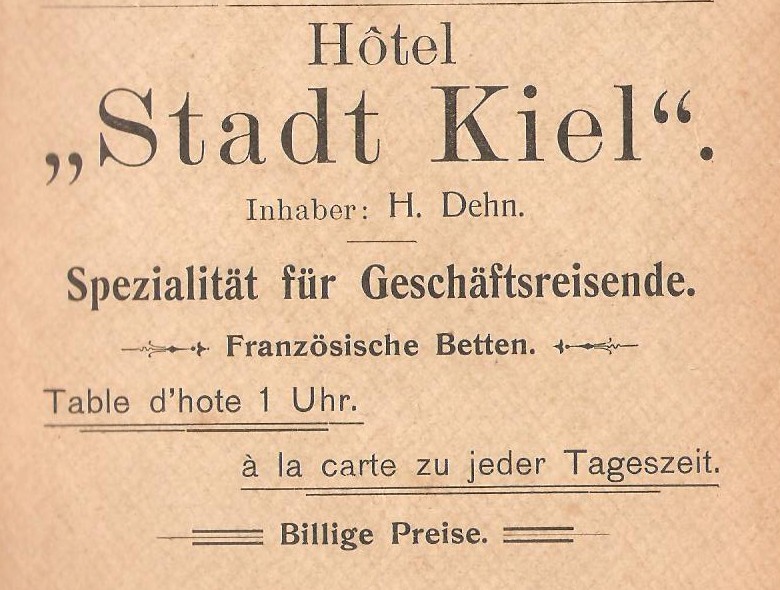 Hôtel
„Stadt Kiel“.
Inhaber: H. Dehn.
Spezialität für Geschäftsreisende.
Französische Betten.
Table d'hote 1 Uhr.
à la carte zu jeder Tageszeit.
Billige Preise.